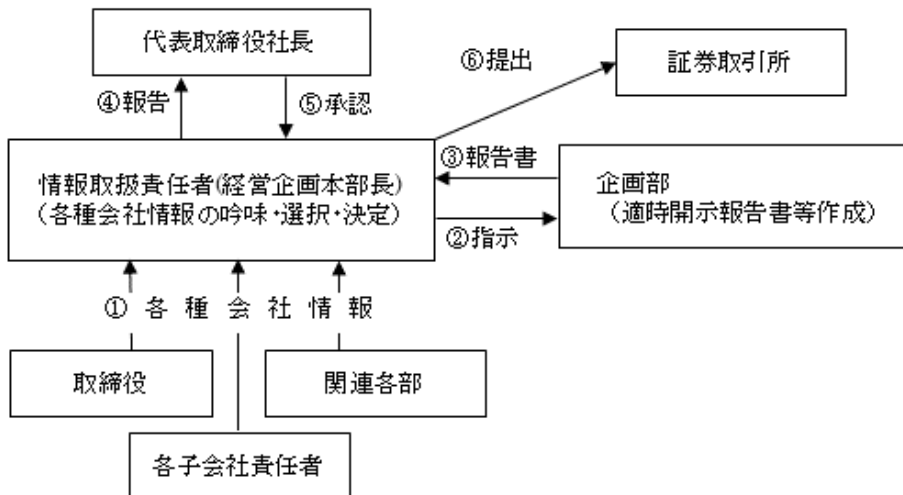 代表取締役社長
⑥提出
証券取引所
④報告
⑤承認
情報取扱責任者(経営企画本部長)
(各種会社情報の吟味・選択・決定)
③報告書
②指示
企画部
(適時開示報告書等作成)
①各種会社情報
取締役
関連各部
各子会社責任者